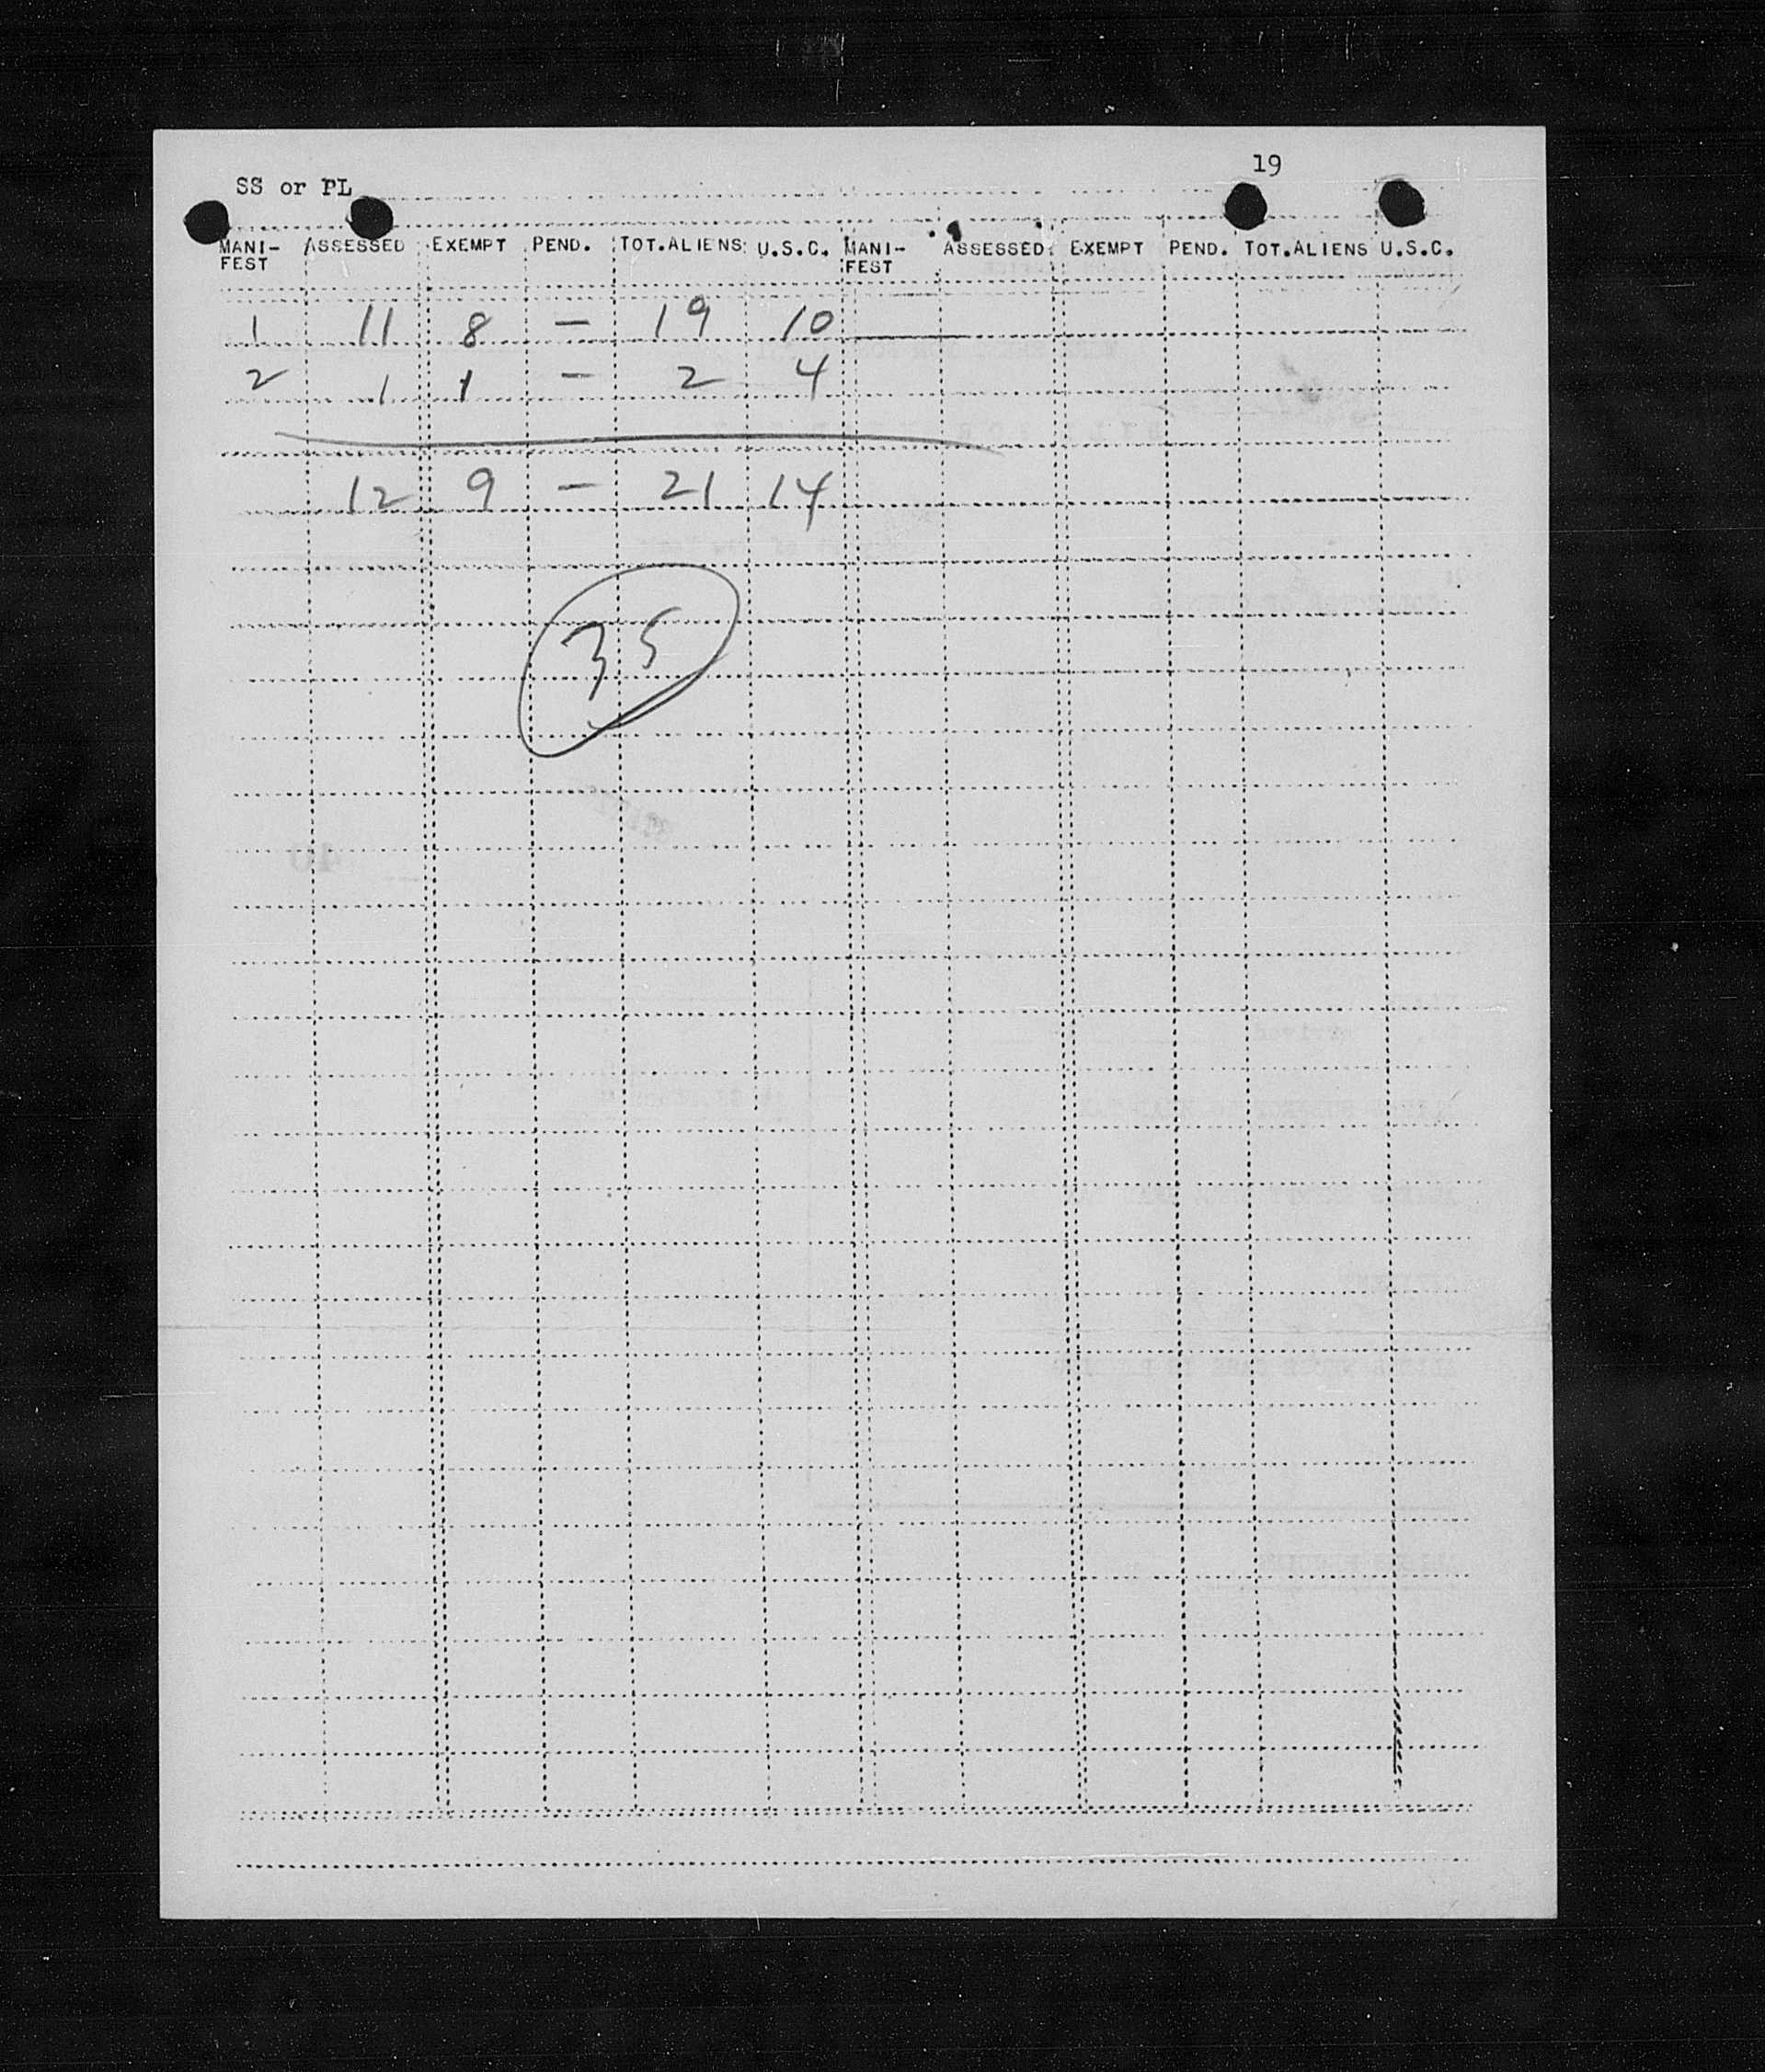 19
SS or PL
MANI- ASSESSED EXEMPT PEND. TOT.ALIENS U.S.C. MANI- ASSESSED EXEMPT PEND. TOT.ALIENS U.S.C.
FEST FEST
1 11 8 - 19 10
2 1 1 - 2 4
12 9 - 21 14
35